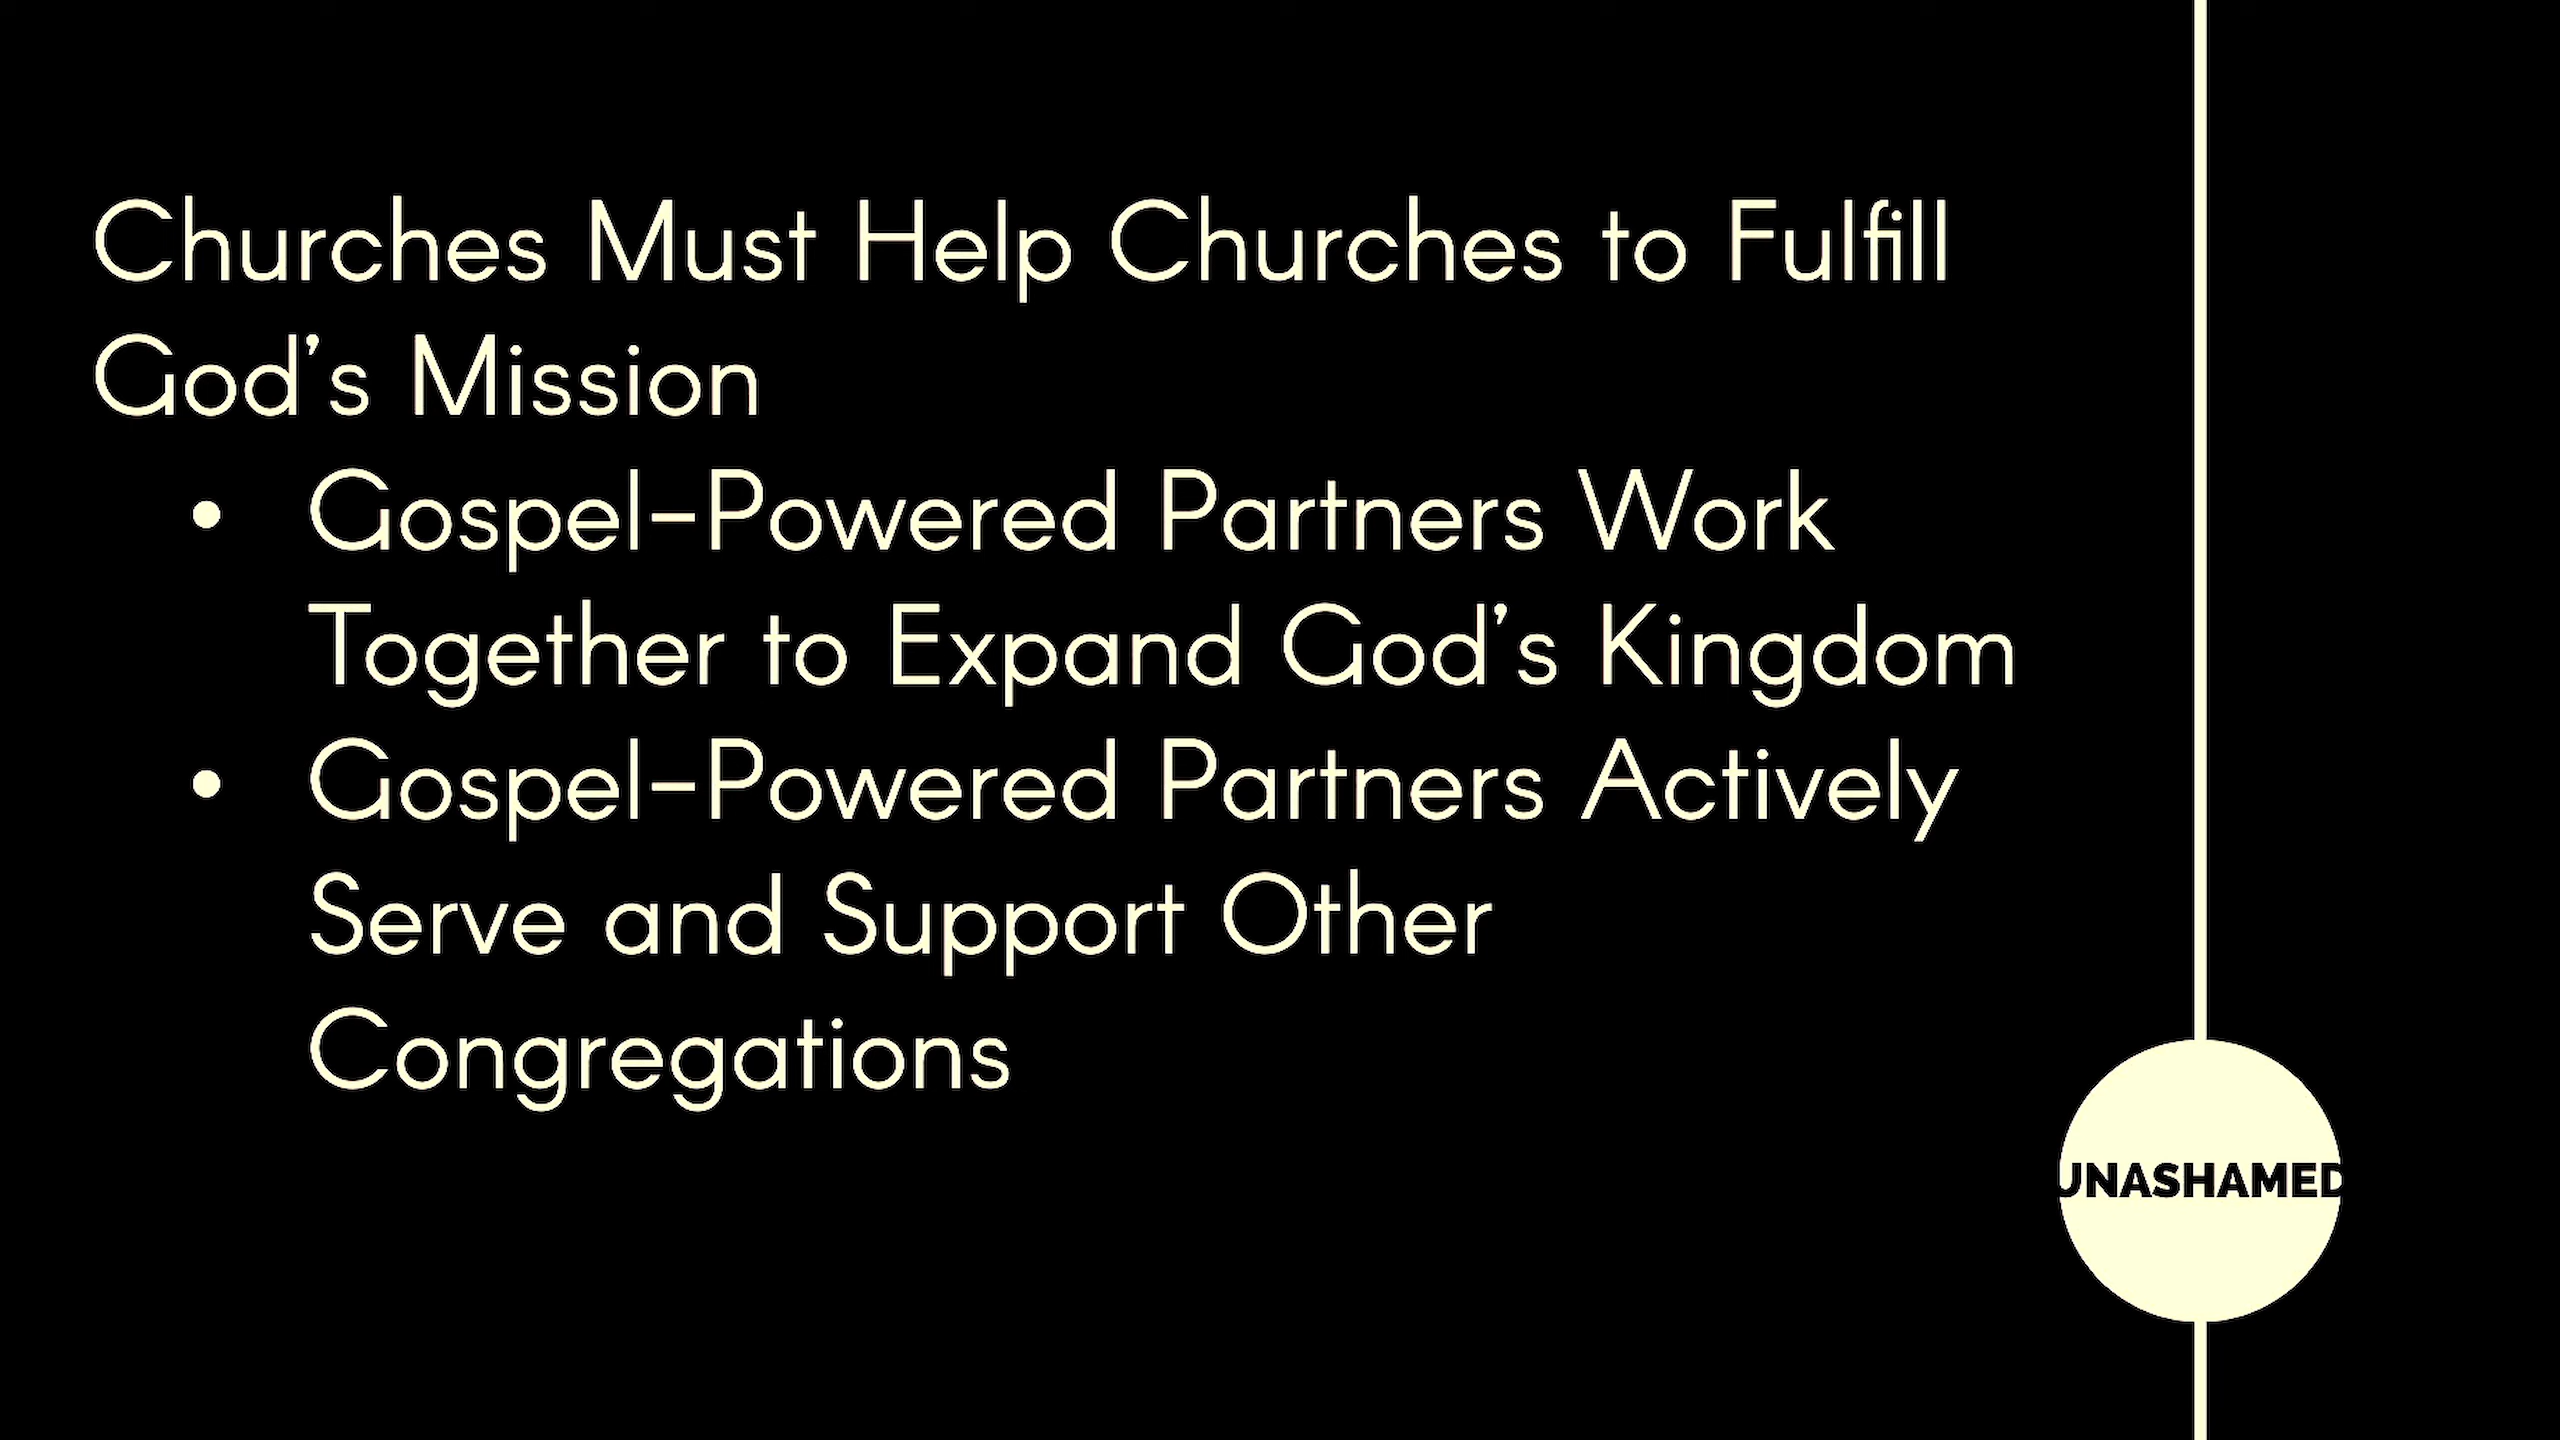 Churches Must Help Churches to Fulfill
God’s Mission
• Gospel-Powered Partners Work
Together to Expand God’s Kingdom
• Gospel-Powered Partners Actively
Serve and Support Other
Congregations
UNASHAMED